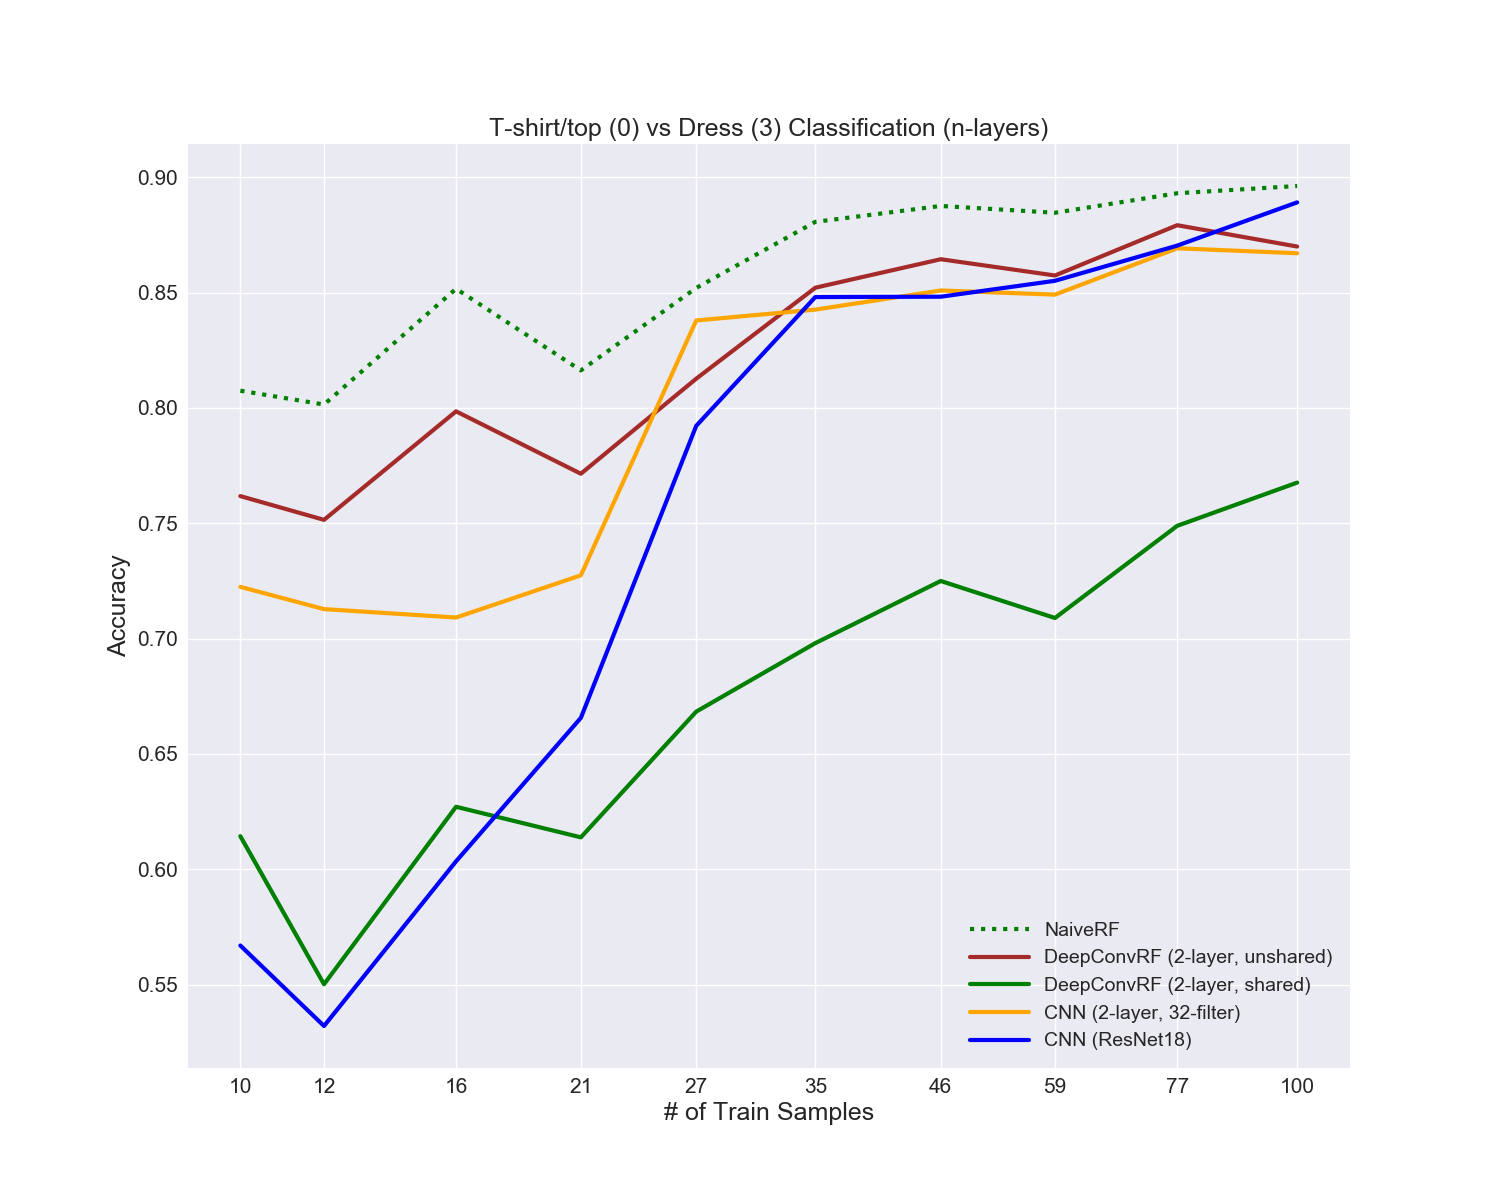 T-shirt/top (0) vs Dress (3) Classification (n-layers)
0.90
0.85
0.80
0.75
0.70
0.65
0.60
0.55
Accuracy
NaiveRF
DeepConvRF (2-layer, unshared)
DeepConvRF (2-layer, shared)
CNN (2-layer, 32-filter)
CNN (ResNet18)
10 12 16 21 27 35 46 59 77 100
# of Train Samples